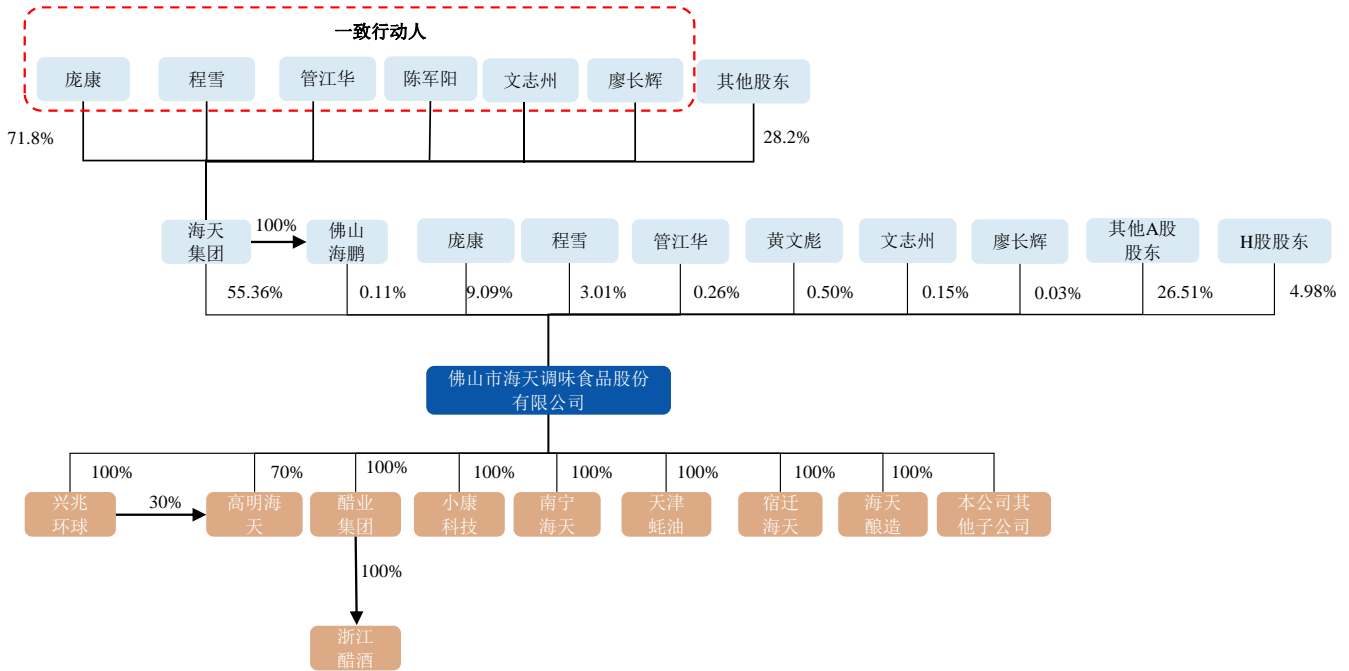 一致行动人
庞康
程雪
管江华
陈军阳
文志州
廖长辉
其他股东
71.8%
28.2%
海天
集团
100%
佛山
海鹏
庞康
程雪
管江华
黄文彪
文志州
廖长辉
其他A股
股东
H股股东
55.36%
0.11%
9.09%
3.01%
0.26%
0.50%
0.15%
0.03%
26.51%
4.98%
佛山市海天调味食品股份
有限公司
100%
70%
100%
100%
100%
100%
100%
100%
兴兆
环球
30%
高明海
天
醋业
集团
小康
科技
南宁
海天
天津
蚝油
宿迁
海天
海天
酿造
本公司其
他子公司
100%
浙江
醋酒